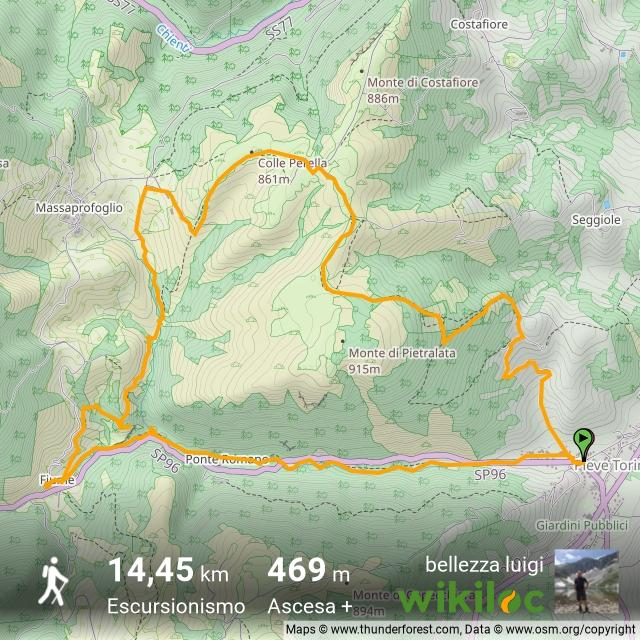 Costafiore
SS77
SS77
Chienti
Monte di Costafiore
886m
Colle Perella
861m
Massaprofoglio
Seggiole
Monte di Pietralata
915m
Fiume
SP96
Ponte Romano
SP96
Pieve Torin
Giardini Pubblici
14,45 km
Escursionismo
469 m
Ascesa +
bellezza luigi
wikiloc
894m
Maps © www.thunderforest.com, Data © www.osm.org/copyright